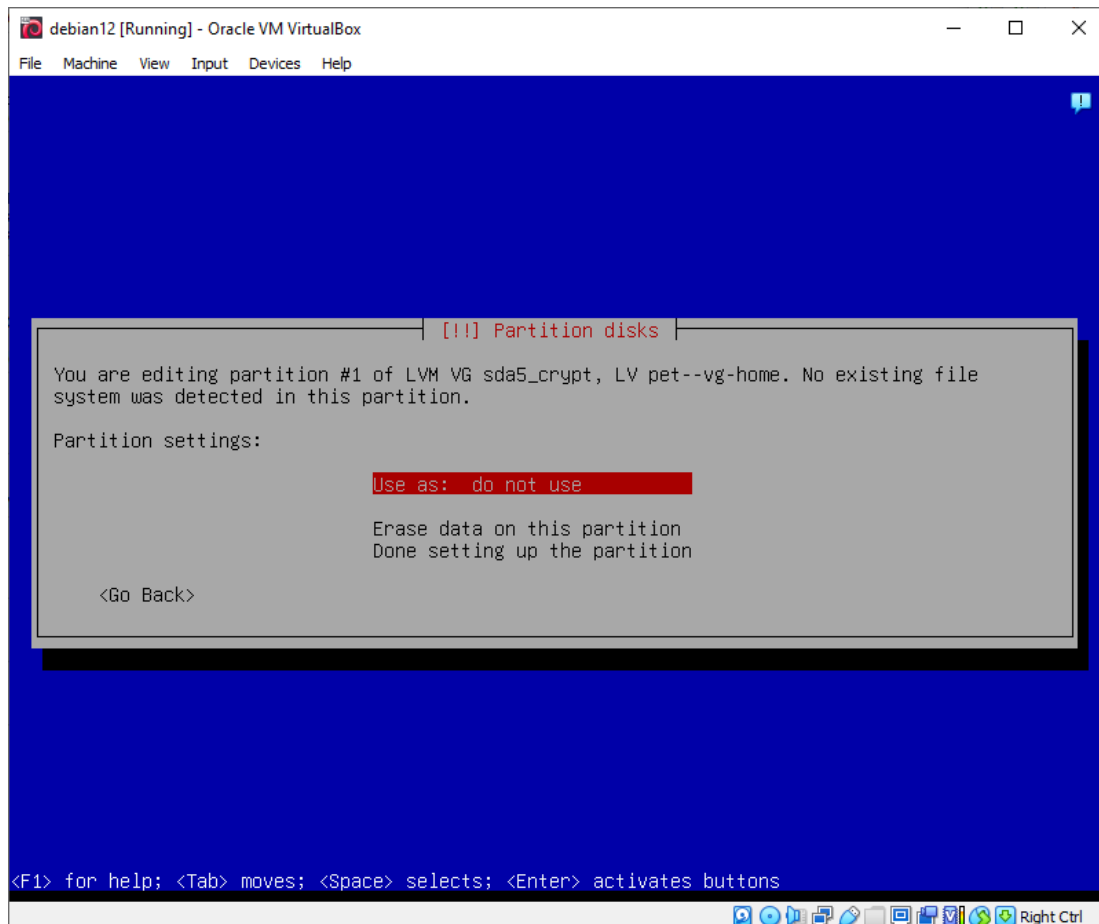 debian12 [Running] - Oracle VM VirtualBox
File Machine View Input Devices Help
[!!] Partition disks
You are editing partition #1 of LVM VG sda5_crypt, LV pet--vg-home. No existing file
system was detected in this partition.
Partition settings:
Use as: do not use
Erase data on this partition
Done setting up the partition
<Go Back>
<F1> for help; <Tab> moves; <Space> selects; <Enter> activates buttons
Right Ctrl